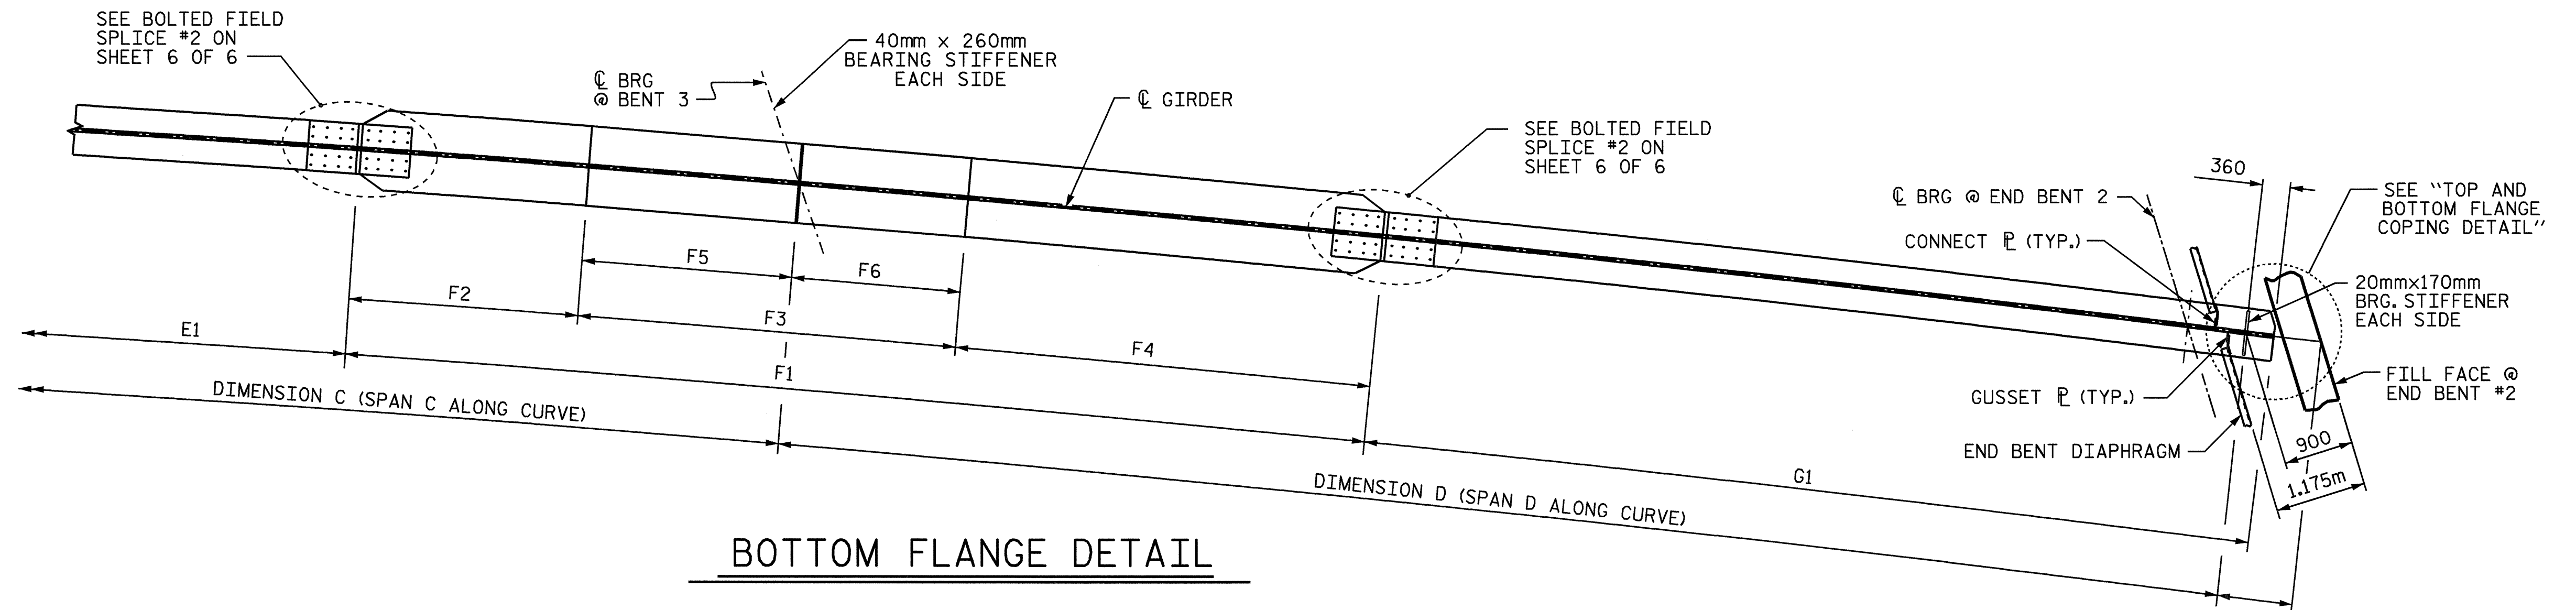 SEE BOLTED FIELD
SPLICE #2 ON
SHEET 6 OF 6
℄ BRG
@ BENT 3
40mm x 260mm
BEARING STIFFENER
EACH SIDE
℄ GIRDER
SEE BOLTED FIELD
SPLICE #2 ON
SHEET 6 OF 6
360
℄ BRG @ END BENT 2
CONNECT ⅊ (TYP.)
SEE "TOP AND
BOTTOM FLANGE
COPING DETAIL"
20mmx170mm
BRG. STIFFENER
EACH SIDE
FILL FACE @
END BENT #2
GUSSET ⅊ (TYP.)
END BENT DIAPHRAGM
900
1.175m
F5
F6
F2
F3
F4
E1
F1
G1
DIMENSION C (SPAN C ALONG CURVE)
DIMENSION D (SPAN D ALONG CURVE)
BOTTOM FLANGE DETAIL